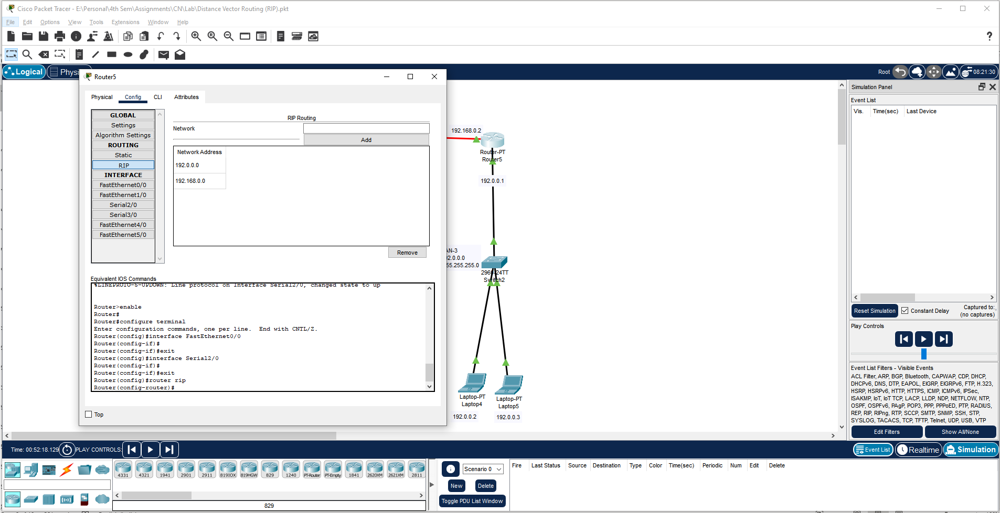 Cisco Packet Tracer - E:\Personal\4th Sem\Assignments\CN\Lab\Distance Vector Routing (RIP).pkt
File Edit Options View Tools Extensions Window Help
Logical
Physi
Root
08:21:30
Router5
Physical Config CLI Attributes
GLOBAL
Settings
Algorithm Settings
ROUTING
Static
RIP
INTERFACE
FastEthernet0/0
FastEthernet1/0
Serial2/0
Serial3/0
FastEthernet4/0
FastEthernet5/0
RIP Routing
Network
Add
Network Address
192.0.0.0
192.168.0.0
Remove
Equivalent IOS Commands
%LINEPROTO-5-UPDOWN: Line protocol on Interface Serial2/0, changed state to up
Router>enable
Router#
Router#configure terminal
Enter configuration commands, one per line. End with CNTL/Z.
Router(config)#interface FastEthernet0/0
Router(config-if)#
Router(config-if)#exit
Router(config)#interface Serial2/0
Router(config-if)#
Router(config-if)#exit
Router(config)#router rip
Router(config-router)#
Top
192.168.0.2
Router-PT
Router5
192.0.0.1
AN-3
2.0.0.0
55.255.255.0
2960-24TT
Switch2
Laptop-PT
Laptop4
192.0.0.2
Laptop-PT
Laptop5
192.0.0.3
Simulation Panel
Event List
Vis. Time(sec) Last Device
Reset Simulation
Constant Delay
Captured to:
(no captures)
Play Controls
Event List Filters - Visible Events
ACL Filter, ARP, BGP, Bluetooth, CAPWAP, CDP, DHCP,
DHCPv6, DNS, DTP, EAPOL, EIGRP, EIGRPv6, FTP, H.323,
HSRP, HSRPv6, HTTP, HTTPS, ICMP, ICMPv6, IPSec,
ISAKMP, IoT, IoT TCP, LACP, LLDP, NDP, NETFLOW, NTP,
OSPF, OSPFv6, PAgP, POP3, PPP, PPPoED, PTP, RADIUS,
REP, RIP, RIPng, RTP, SCCP, SMTP, SNMP, SSH, STP,
SYSLOG, TACACS, TCP, TFTP, Telnet, UDP, USB, VTP
Edit Filters
Show All/None
Time: 00:52:18.129
PLAY CONTROLS:
Event List
Realtime
Simulation
4331 4321 1941 2901 2911 819IOX 819HGW 829 1240 PT-Router PT-Empty 1841 2620XM 2621XM 2811
829
Scenario 0
New
Delete
Toggle PDU List Window
Fire Last Status Source Destination Type Color Time(sec) Periodic Num Edit Delete